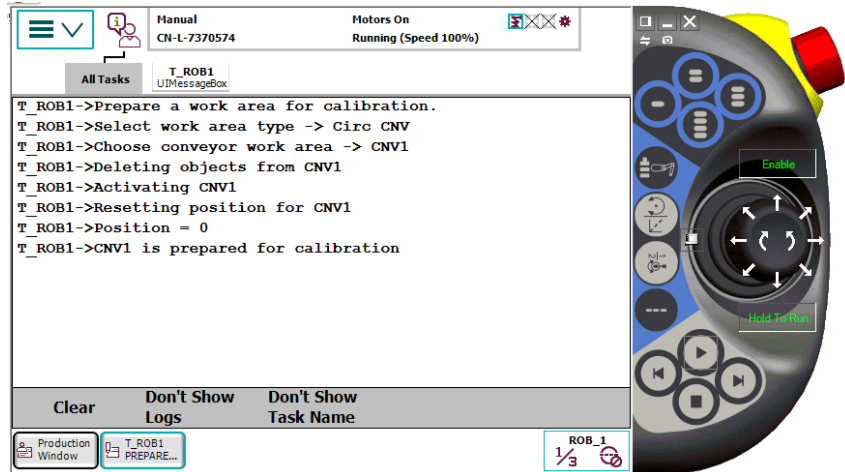 Manual
CN-L-7370574
Motors On
Running (Speed 100%)
All Tasks
T_ROB1
UIMessageBox
T_ROB1->Prepare a work area for calibration.
T_ROB1->Select work area type -> Circ CNV
T_ROB1->Choose conveyor work area -> CNV1
T_ROB1->Deleting objects from CNV1
T_ROB1->Activating CNV1
T_ROB1->Resetting position for CNV1
T_ROB1->Position = 0
T_ROB1->CNV1 is prepared for calibration
Clear
Don't Show
Logs
Don't Show
Task Name
Production
Window
T_ROB1
PREPARE...
ROB_1
1/3
Enable
Hold To Run